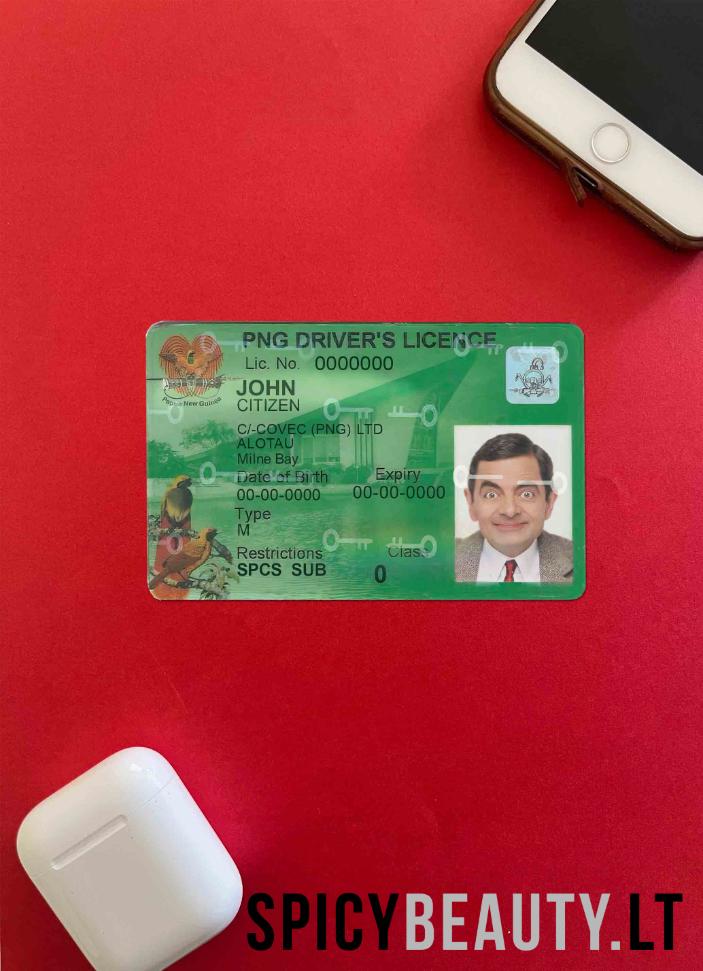 PNG DRIVER'S LICENCE
Lic. No. 0000000
Papua New Guinea
JOHN
CITIZEN
C/-COVEC (PNG) LTD
ALOTAU
Milne Bay
Date of Birth Expiry
00-00-0000 00-00-0000
Type
M
Restrictions Class
SPCS SUB 0
SPICYBEAUTY.LT